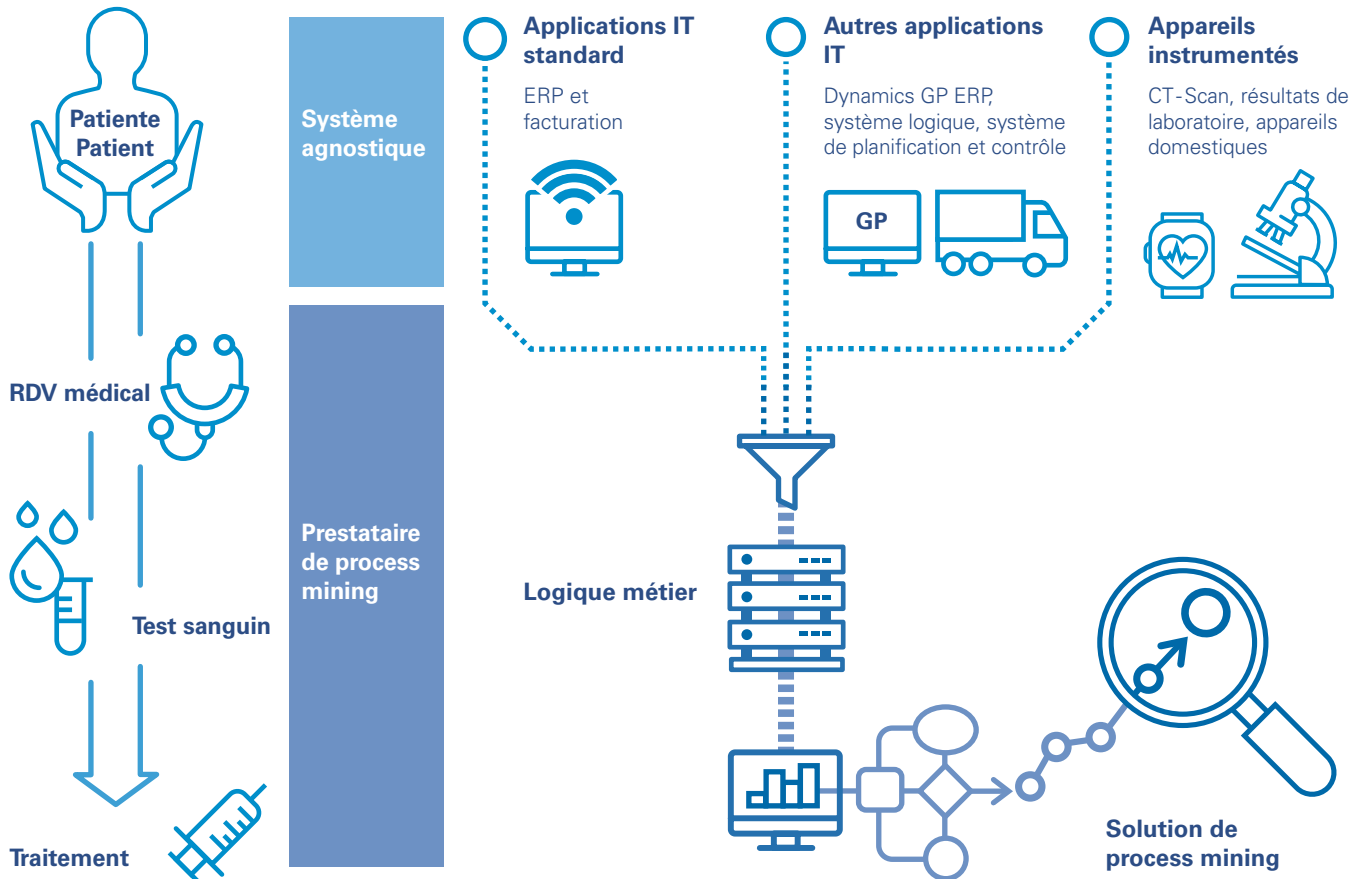 Patiente
Patient
RDV médical
Test sanguin
Traitement
Système
agnostique
Prestataire
de process
mining
Applications IT
standard
ERP et
facturation
Autres applications
IT
Dynamics GP ERP,
système logique, système
de planification et contrôle
GP
Appareils
instrumentés
CT-Scan, résultats de
laboratoire, appareils
domestiques
Logique métier
Solution de
process mining